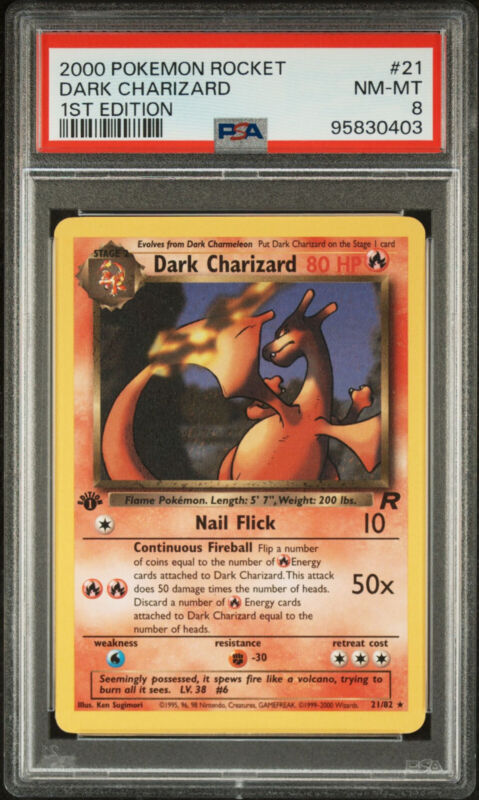 2000 POKEMON ROCKET #21
DARK CHARIZARD NM-MT
1ST EDITION 8
PSA 95830403
Evolves from Dark Charmeleon Put Dark Charizard on the Stage 1 card
STAGE 2
Dark Charizard 80 HP
Flame Pokémon. Length: 5' 7", Weight: 200 lbs.
EDITION 1
R
Nail Flick 10
Continuous Fireball Flip a number
of coins equal to the number of Energy
cards attached to Dark Charizard. This attack
does 50 damage times the number of heads.
50x
Discard a number of Energy cards
attached to Dark Charizard equal to the
number of heads.
weakness resistance retreat cost
-30
Seemingly possessed, it spews fire like a volcano, trying to
burn all it sees. LV. 38 #6
Illus. Ken Sugimori ©1995, 96, 98 Nintendo, Creatures, GAMEFREAK. ©1999-2000 Wizards. 21/82 ★
PSA